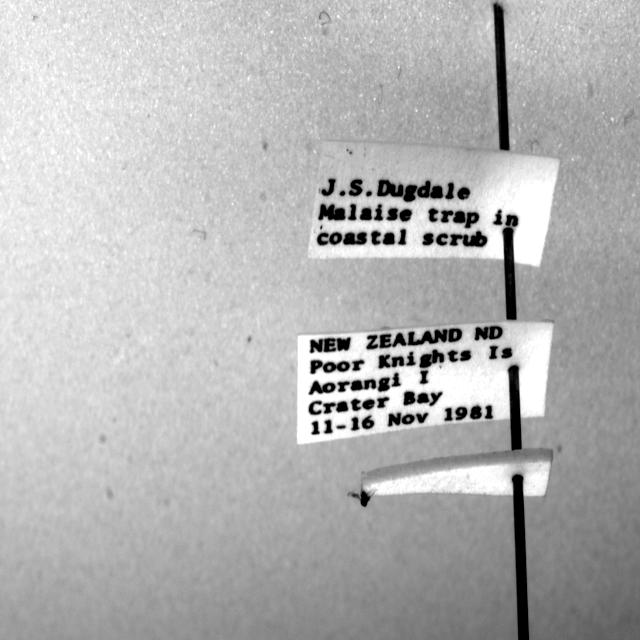 J.S.Dugdale
Malaise trap in
coastal scrub
NEW ZEALAND ND
Poor Knights Is
Aorangi I
Crater Bay
11-16 Nov 1981